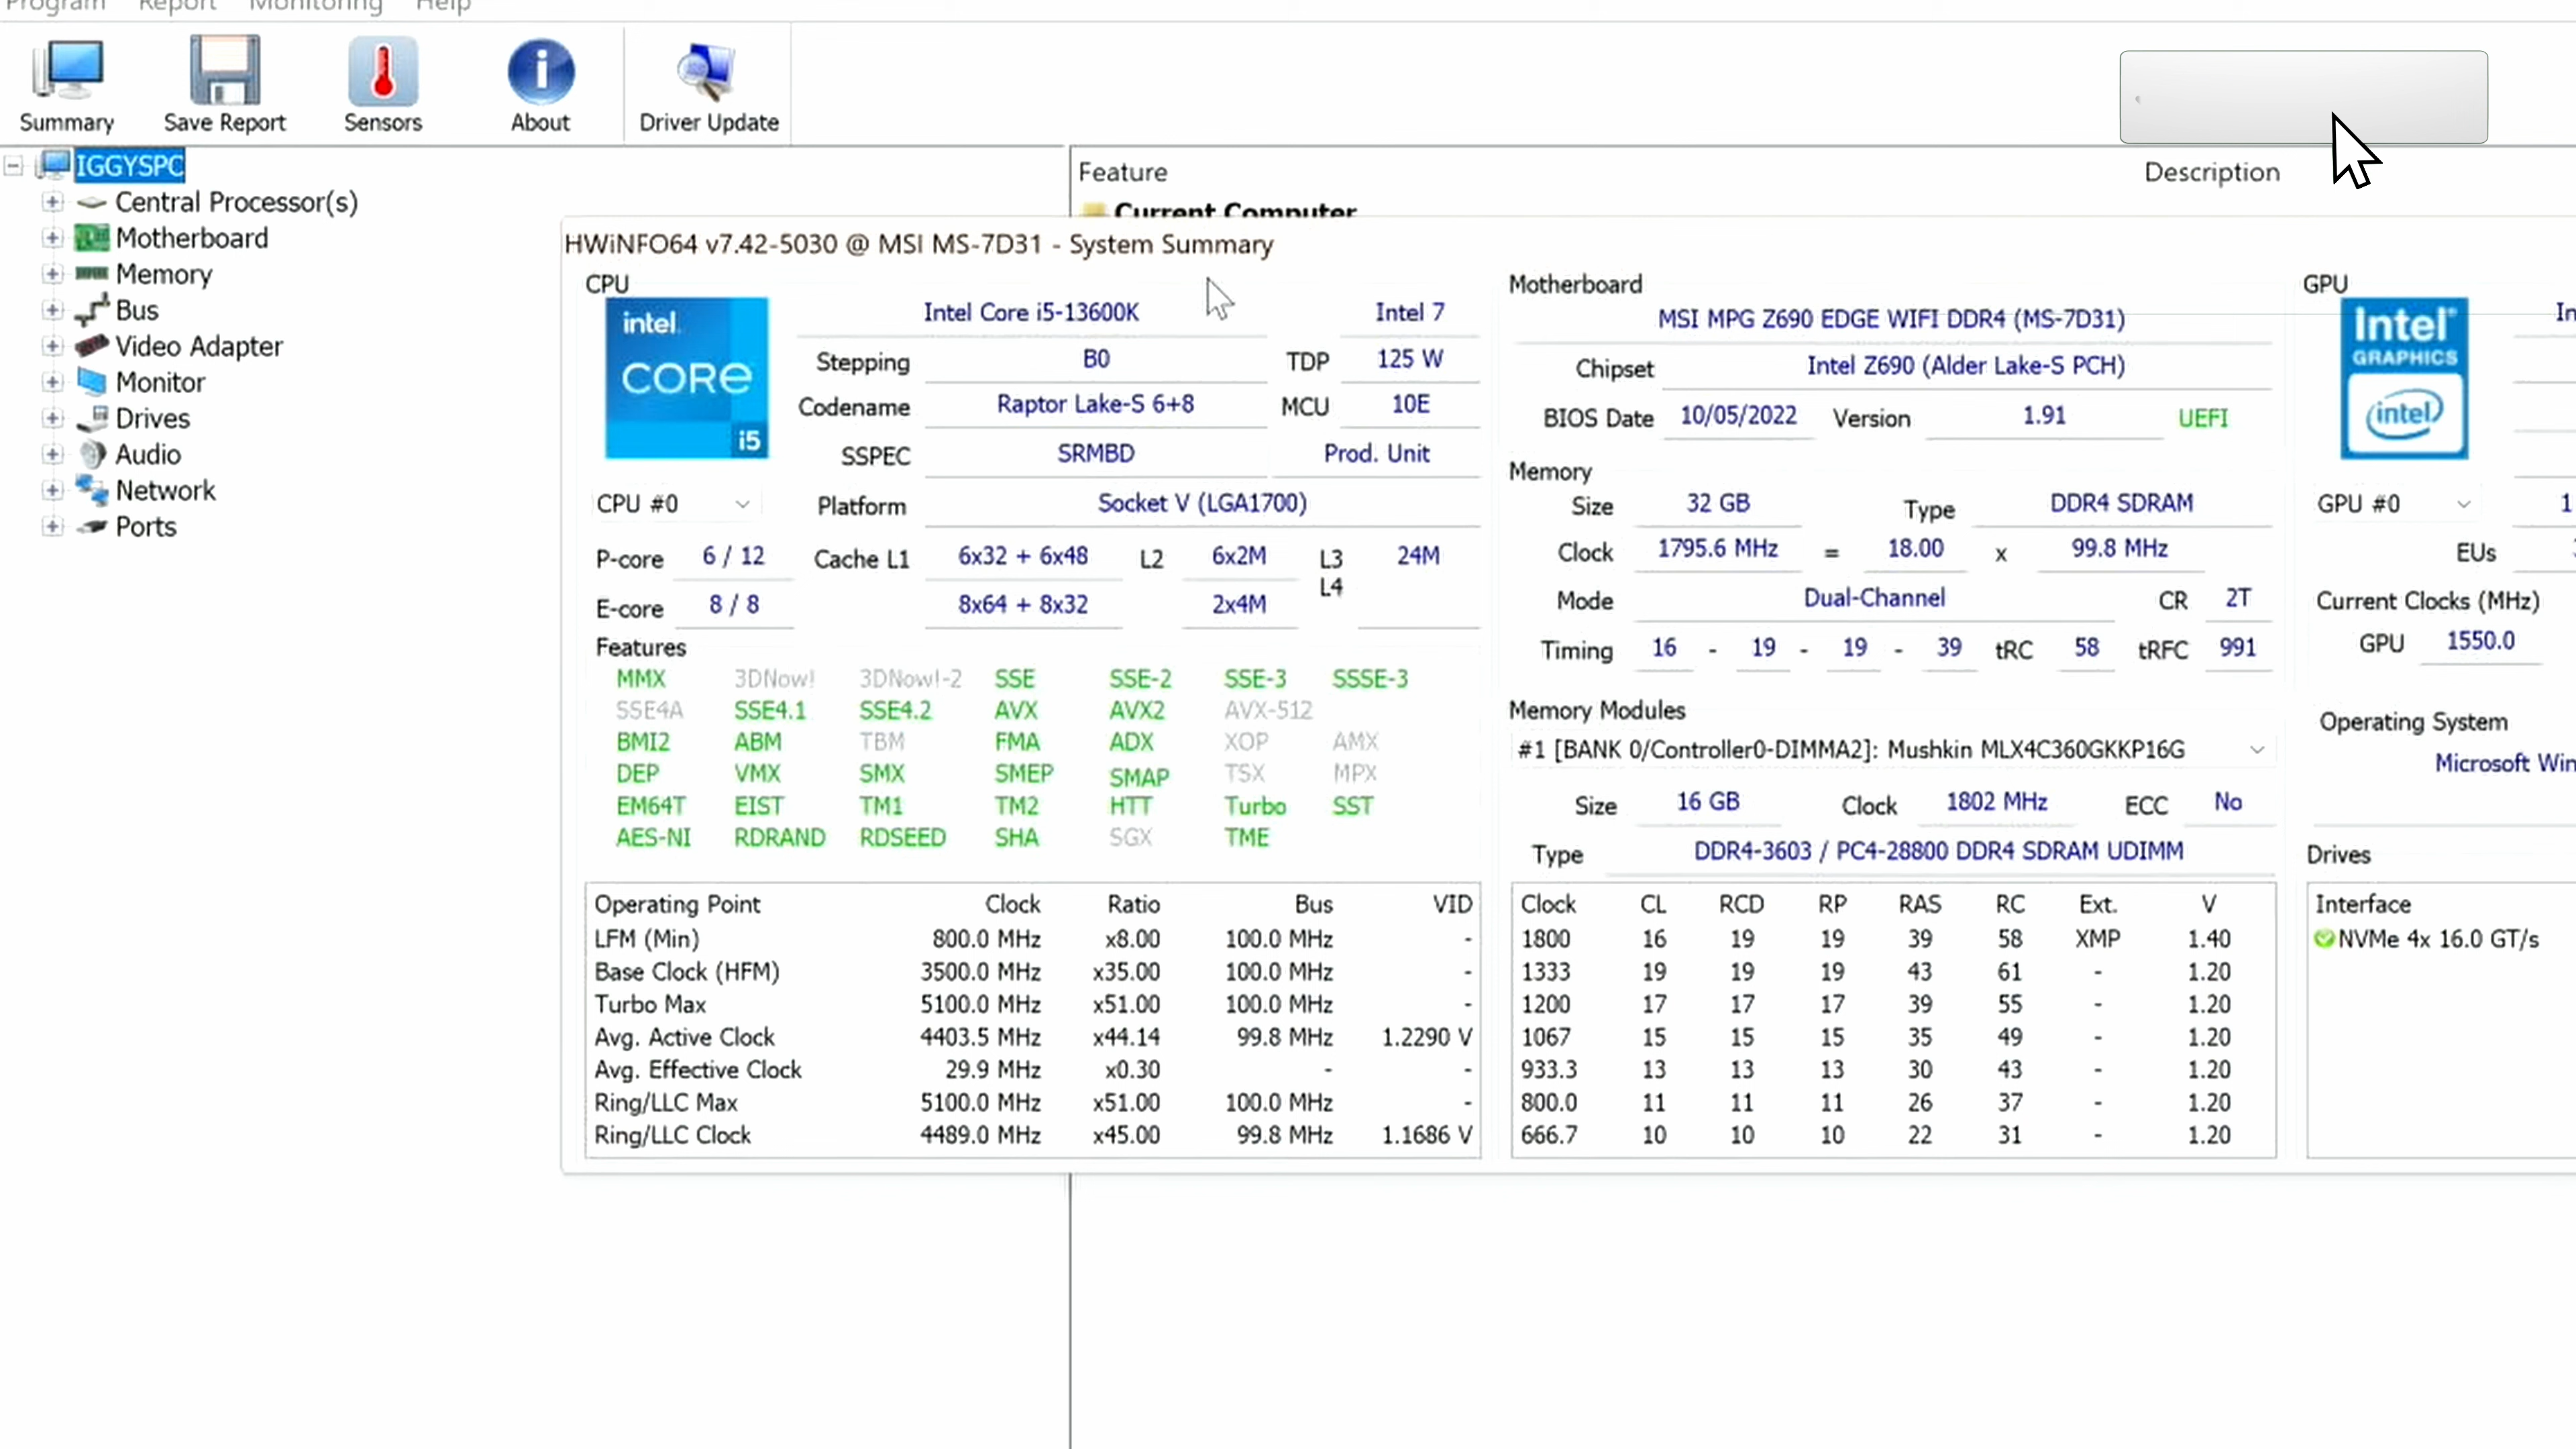 Program Report Monitoring Help
Summary Save Report Sensors About Driver Update
IGGYSPC
Central Processor(s)
Motherboard
Memory
Bus
Video Adapter
Monitor
Drives
Audio
Network
Ports
Feature Description
Current Computer
HWiNFO64 v7.42-5030 @ MSI MS-7D31 - System Summary
CPU
intel CORE i5
Intel Core i5-13600K Intel 7
Stepping B0 TDP 125 W
Codename Raptor Lake-S 6+8 MCU 10E
SSPEC SRMBD Prod. Unit
CPU #0 Platform Socket V (LGA1700)
P-core 6 / 12 Cache L1 6x32 + 6x48 L2 6x2M L3 24M
L4
E-core 8 / 8 8x64 + 8x32 2x4M
Features
MMX 3DNow! 3DNow!-2 SSE SSE-2 SSE-3 SSSE-3
SSE4A SSE4.1 SSE4.2 AVX AVX2 AVX-512
BMI2 ABM TBM FMA ADX XOP AMX
DEP VMX SMX SMEP SMAP TSX MPX
EM64T EIST TM1 TM2 HTT Turbo SST
AES-NI RDRAND RDSEED SHA SGX TME
Operating Point Clock Ratio Bus VID
LFM (Min) 800.0 MHz x8.00 100.0 MHz -
Base Clock (HFM) 3500.0 MHz x35.00 100.0 MHz -
Turbo Max 5100.0 MHz x51.00 100.0 MHz -
Avg. Active Clock 4403.5 MHz x44.14 99.8 MHz 1.2290 V
Avg. Effective Clock 29.9 MHz x0.30 - -
Ring/LLC Max 5100.0 MHz x51.00 100.0 MHz -
Ring/LLC Clock 4489.0 MHz x45.00 99.8 MHz 1.1686 V
Motherboard
MSI MPG Z690 EDGE WIFI DDR4 (MS-7D31)
Chipset Intel Z690 (Alder Lake-S PCH)
BIOS Date 10/05/2022 Version 1.91 UEFI
Memory
Size 32 GB Type DDR4 SDRAM
Clock 1795.6 MHz = 18.00 x 99.8 MHz
Mode Dual-Channel CR 2T
Timing 16 - 19 - 19 - 39 tRC 58 tRFC 991
Memory Modules
#1 [BANK 0/Controller0-DIMMA2]: Mushkin MLX4C360GKKP16G
Size 16 GB Clock 1802 MHz ECC No
Type DDR4-3603 / PC4-28800 DDR4 SDRAM UDIMM
Clock CL RCD RP RAS RC Ext. V
1800 16 19 19 39 58 XMP 1.40
1333 19 19 19 43 61 - 1.20
1200 17 17 17 39 55 - 1.20
1067 15 15 15 35 49 - 1.20
933.3 13 13 13 30 43 - 1.20
800.0 11 11 11 26 37 - 1.20
666.7 10 10 10 22 31 - 1.20
GPU
Intel® GRAPHICS intel
GPU #0
EUs
Current Clocks (MHz)
GPU 1550.0
Operating System
Microsoft Win
Drives
Interface
NVMe 4x 16.0 GT/s